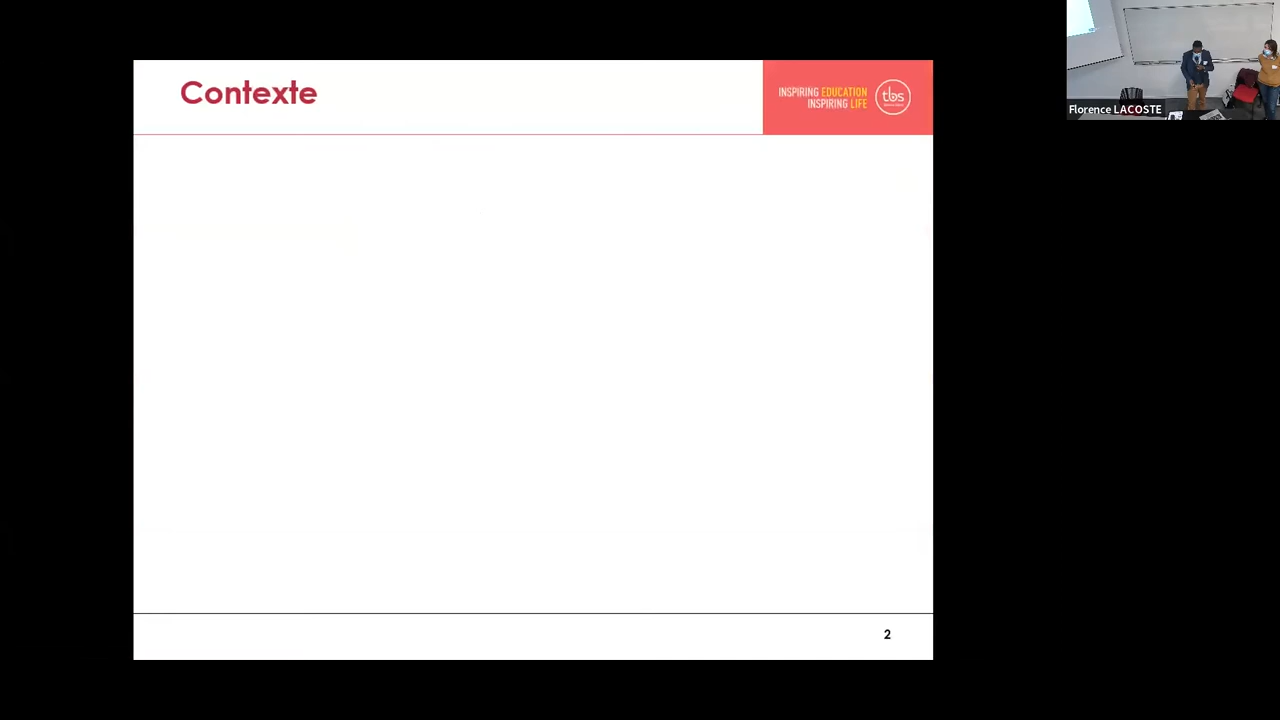 Contexte
INSPIRING EDUCATION
INSPIRING LIFE
tbs
Florence LACOSTE
2